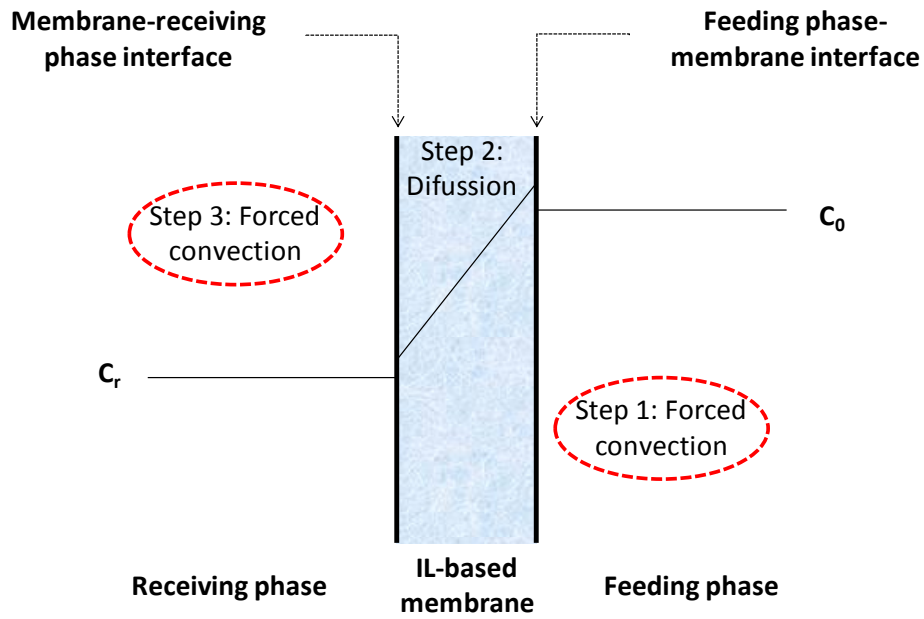 Membrane-receiving
phase interface
Feeding phase-
membrane interface
Step 2:
Difussion
Step 3: Forced
convection
C₀
Cᵣ
Step 1: Forced
convection
Receiving phase
IL-based
membrane
Feeding phase